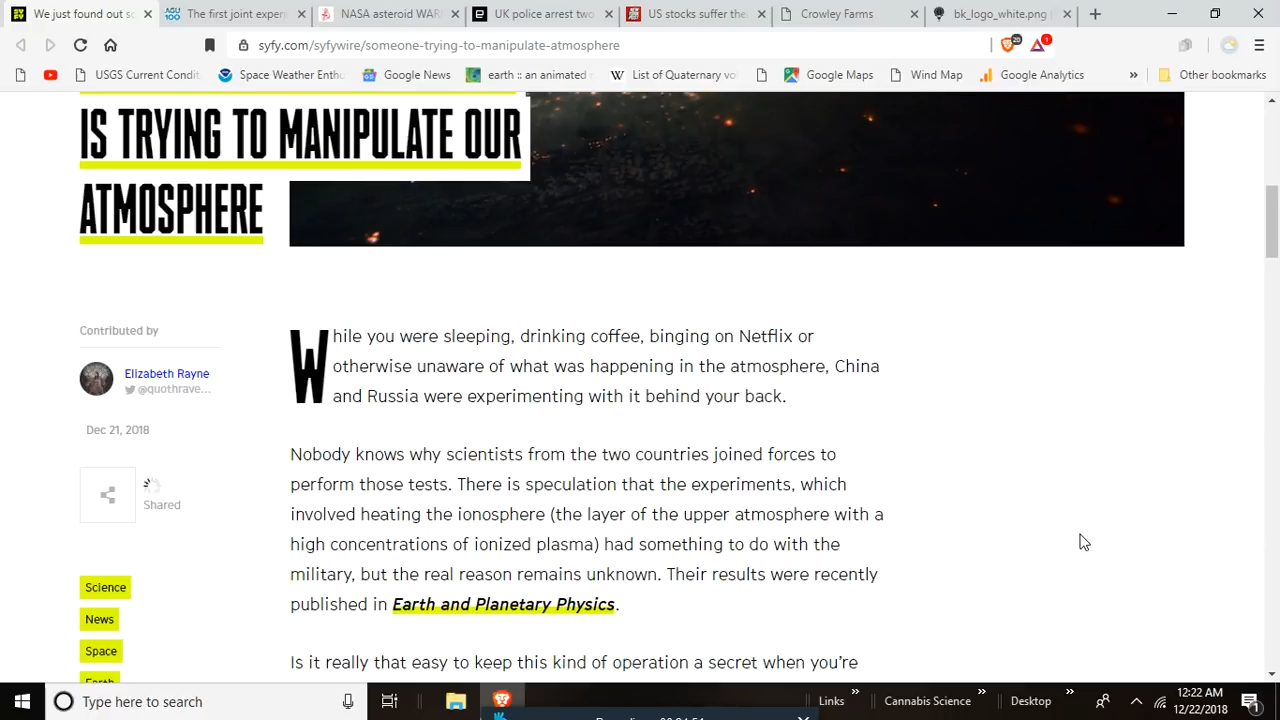 We just found out so
The first joint experi
NASA asteroid WAR
UK police arrest two
US stocks suffer the
Crowley Farms
bk_logo_white.png
syfy.com/syfywire/someone-trying-to-manipulate-atmosphere
20
1
USGS Current Condit
Space Weather Enthu
Google News
earth :: an animated
List of Quaternary vo
Google Maps
Wind Map
Google Analytics
»
Other bookmarks
IS TRYING TO MANIPULATE OUR
ATMOSPHERE
Contributed by
Elizabeth Rayne
@quothrave...
Dec 21, 2018
Shared
Science
News
Space
Earth
While you were sleeping, drinking coffee, binging on Netflix or
otherwise unaware of what was happening in the atmosphere, China
and Russia were experimenting with it behind your back.
Nobody knows why scientists from the two countries joined forces to
perform those tests. There is speculation that the experiments, which
involved heating the ionosphere (the layer of the upper atmosphere with a
high concentrations of ionized plasma) had something to do with the
military, but the real reason remains unknown. Their results were recently
published in Earth and Planetary Physics.
Is it really that easy to keep this kind of operation a secret when you're
Type here to search
Links
»
Cannabis Science
»
Desktop
»
12:22 AM
12/22/2018
1